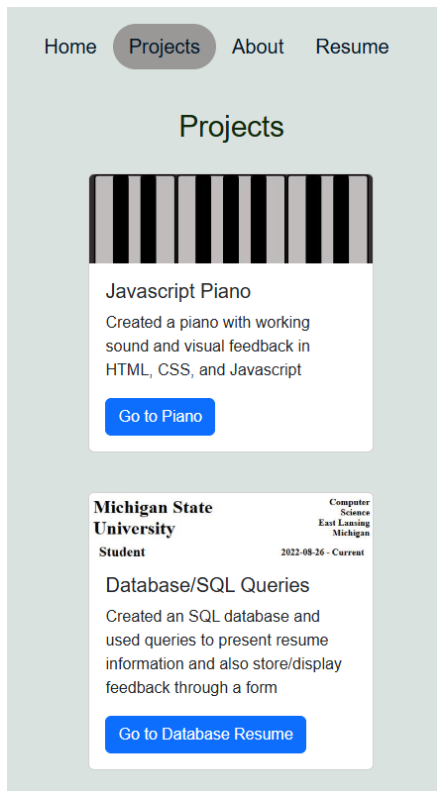 Home Projects About Resume
Projects
Javascript Piano
Created a piano with working
sound and visual feedback in
HTML, CSS, and Javascript
Go to Piano
Michigan State
University
Computer
Science
East Lansing
Michigan
Student 2022-08-26 - Current
Database/SQL Queries
Created an SQL database and
used queries to present resume
information and also store/display
feedback through a form
Go to Database Resume